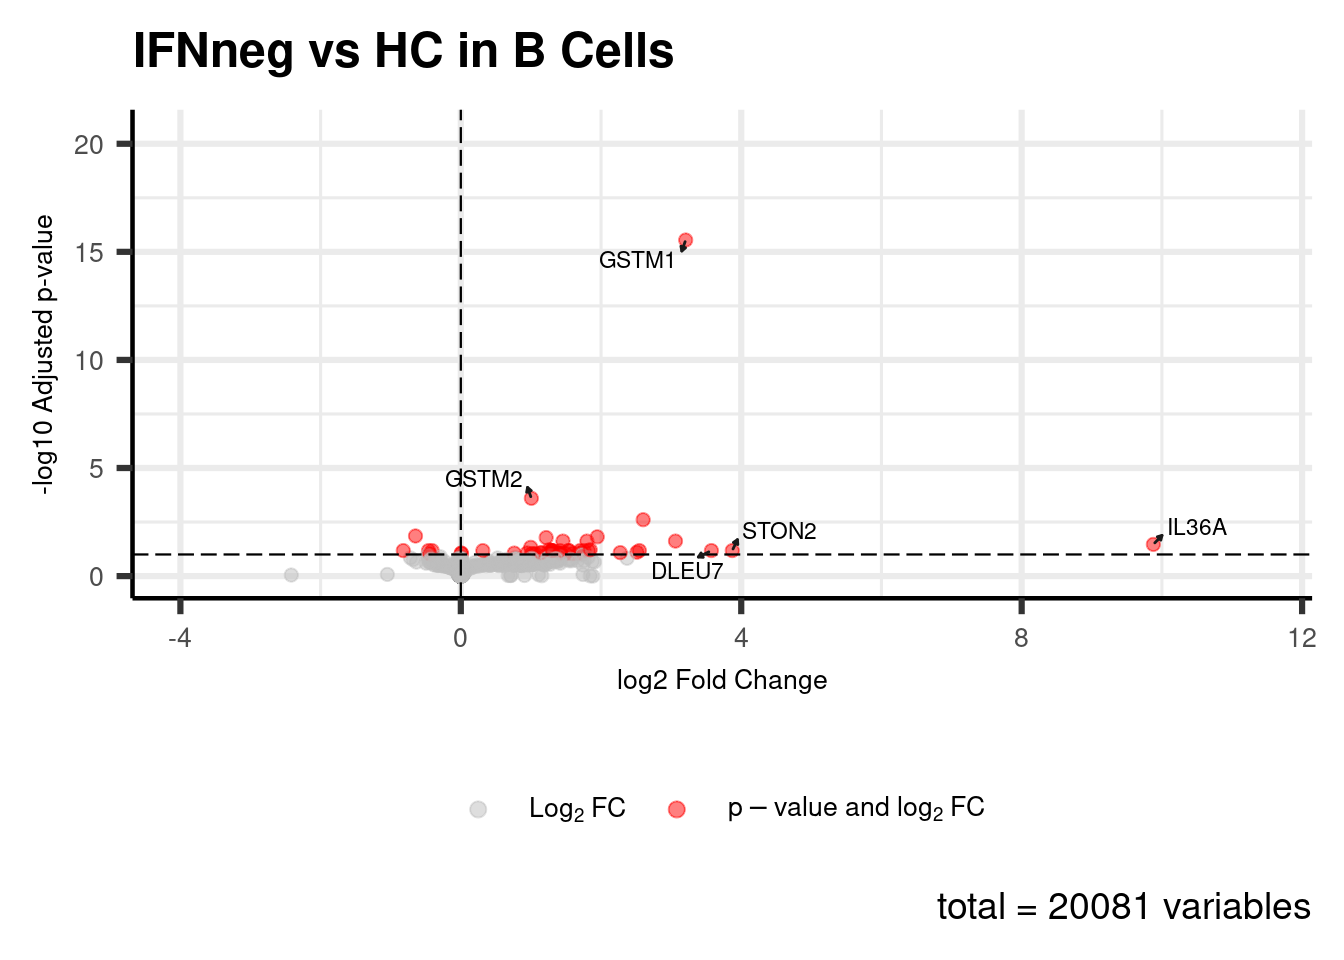 IFNneg vs HC in B Cells
-log10 Adjusted p-value
20
15
10
5
0
GSTM1
GSTM2
STON2
IL36A
DLEU7
-4
0
4
8
12
log2 Fold Change
Log₂ FC
p − value and log₂ FC
total = 20081 variables